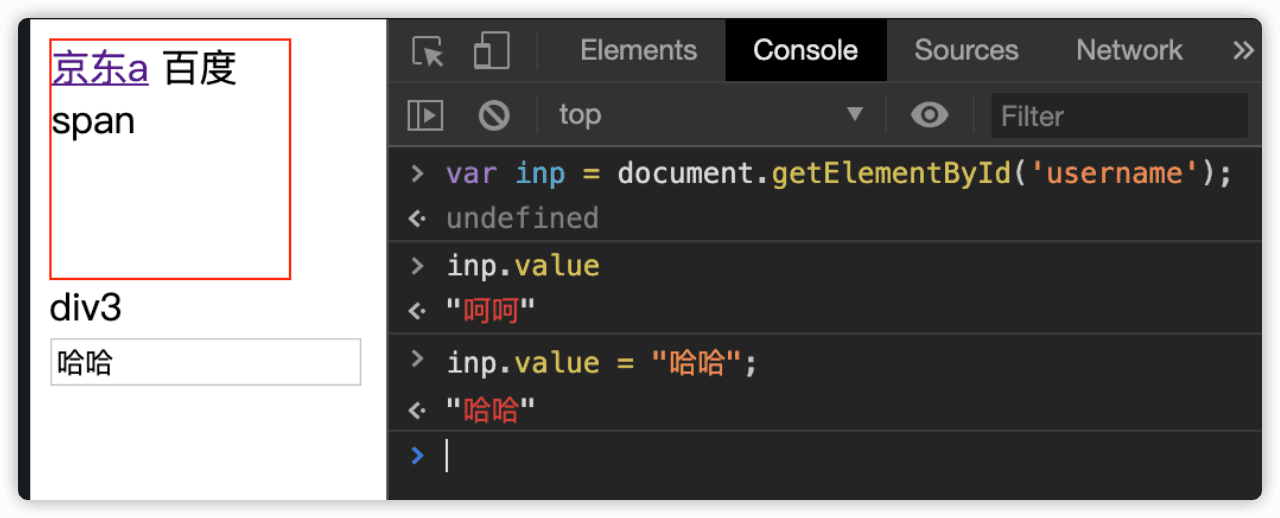 京东a 百度
span
div3
哈哈
Elements Console Sources Network »
top ▼ Filter
> var inp = document.getElementById('username');
<· undefined
> inp.value
<· "呵呵"
> inp.value = "哈哈";
<· "哈哈"
>